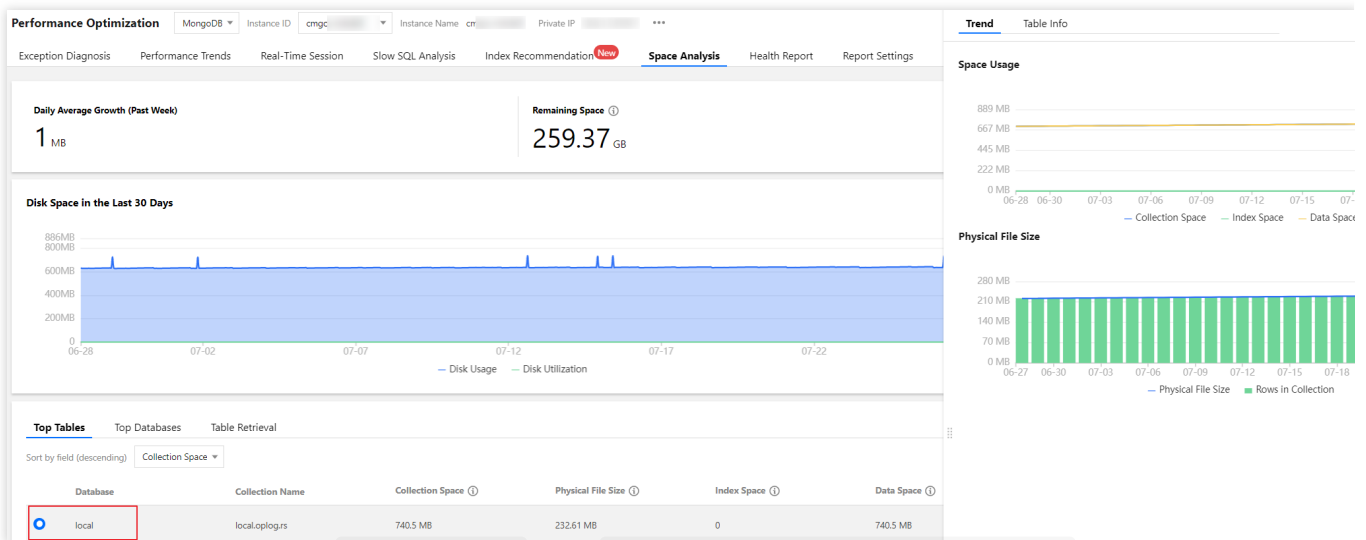 Performance Optimization MongoDB Instance ID cmgc Instance Name cm Private IP •••
Exception Diagnosis Performance Trends Real-Time Session Slow SQL Analysis Index Recommendation New Space Analysis Health Report Report Settings
Daily Average Growth (Past Week) Remaining Space
1 MB 259.37 GB
Disk Space in the Last 30 Days
886MB
800MB
600MB
400MB
200MB
0
06-28 07-02 07-07 07-12 07-17 07-22
Disk Usage Disk Utilization
Top Tables Top Databases Table Retrieval
Sort by field (descending) Collection Space
Database Collection Name Collection Space Physical File Size Index Space Data Space
local local.oplog.rs 740.5 MB 232.61 MB 0 740.5 MB
Trend Table Info
Space Usage
889 MB
667 MB
445 MB
222 MB
0 MB
06-28 06-30 07-03 07-06 07-09 07-12 07-15 07-
Collection Space Index Space Data Space
Physical File Size
280 MB
210 MB
140 MB
70 MB
0 MB
06-27 06-30 07-03 07-06 07-09 07-12 07-15 07-18
Physical File Size Rows in Collection